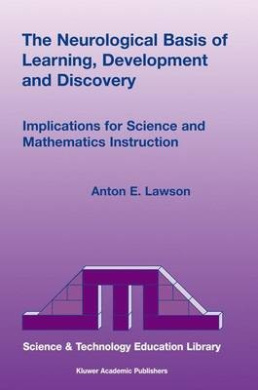 The Neurological Basis of
Learning, Development
and Discovery
Implications for Science and
Mathematics Instruction
Anton E. Lawson
Science & Technology Education Library
Kluwer Academic Publishers